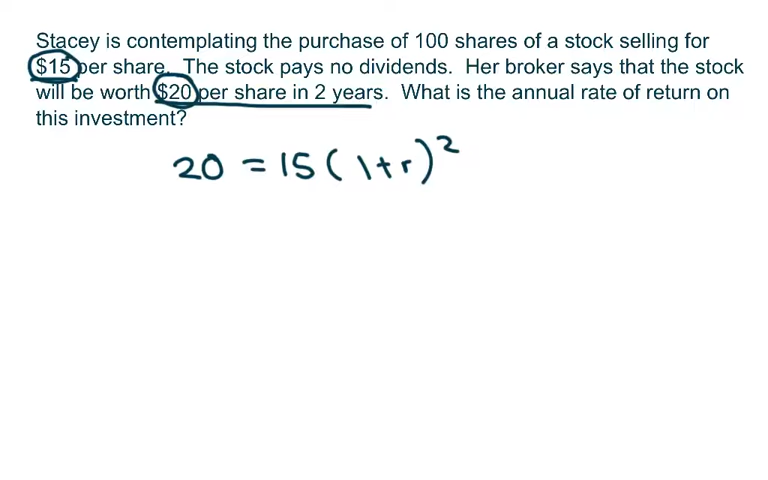 Stacey is contemplating the purchase of 100 shares of a stock selling for
$15 per share. The stock pays no dividends. Her broker says that the stock
will be worth $20 per share in 2 years. What is the annual rate of return on
this investment?
20 = 15(1+r)²